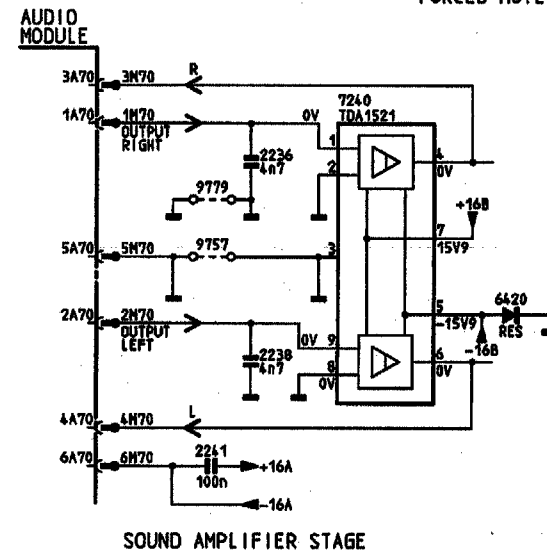 AUDIO
MODULE
3A70 3M70
R
1A70 1M70
OUTPUT
RIGHT
0V
7240
TDA1521
2236
4n7
1
2
4
0V
9779
+16B
7
15V9
5A70 5M70
9757
3
6420
RES
5
-15V9
-16B
2A70 2M70
OUTPUT
LEFT
0V 9
8
0V
6
0V
2238
4n7
L
4A70 4M70
6A70 6M70
2241
100n
+16A
-16A
SOUND AMPLIFIER STAGE